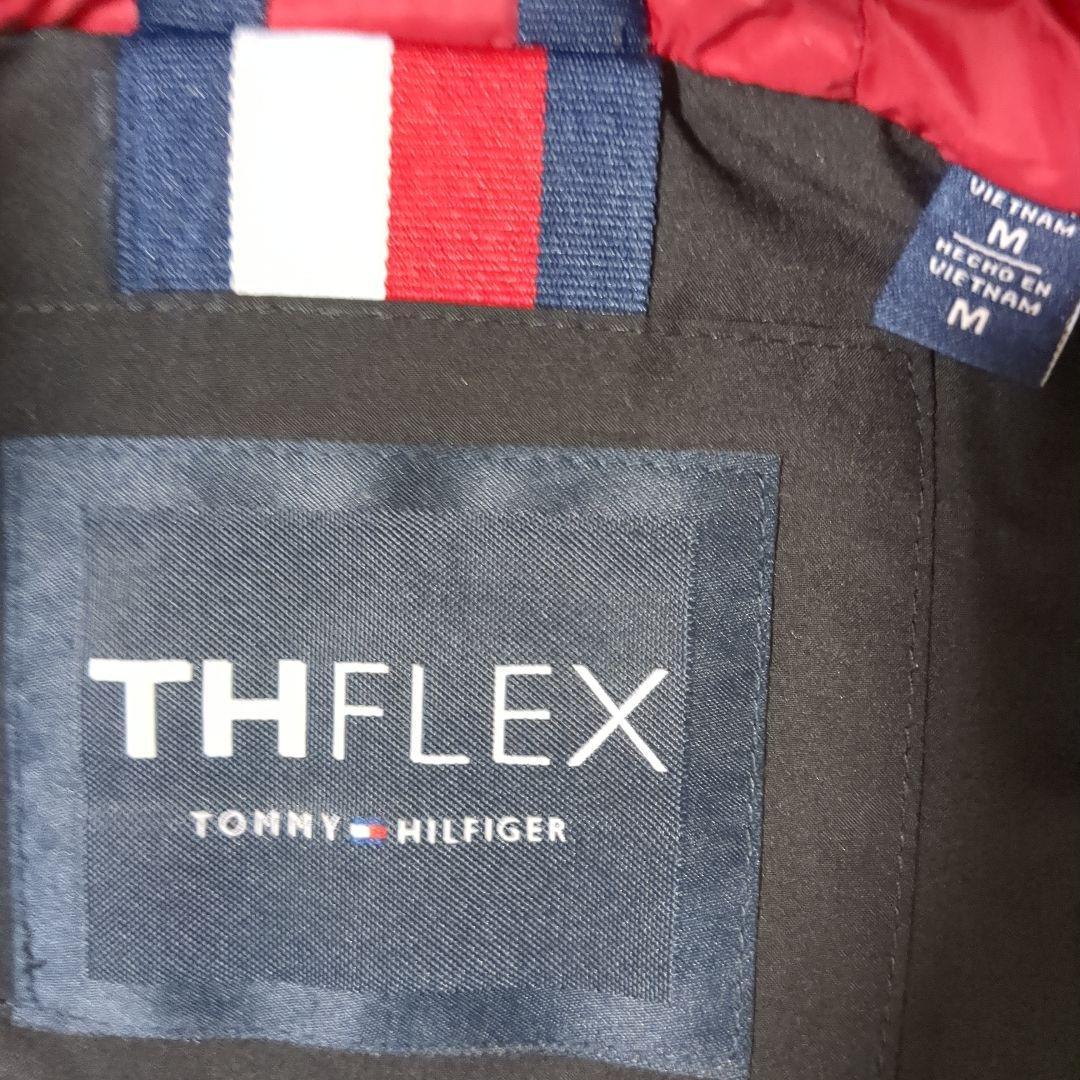 VIETNAM
M
HECHO EN
VIETNAM
M
THFLEX
TOMMY HILFIGER